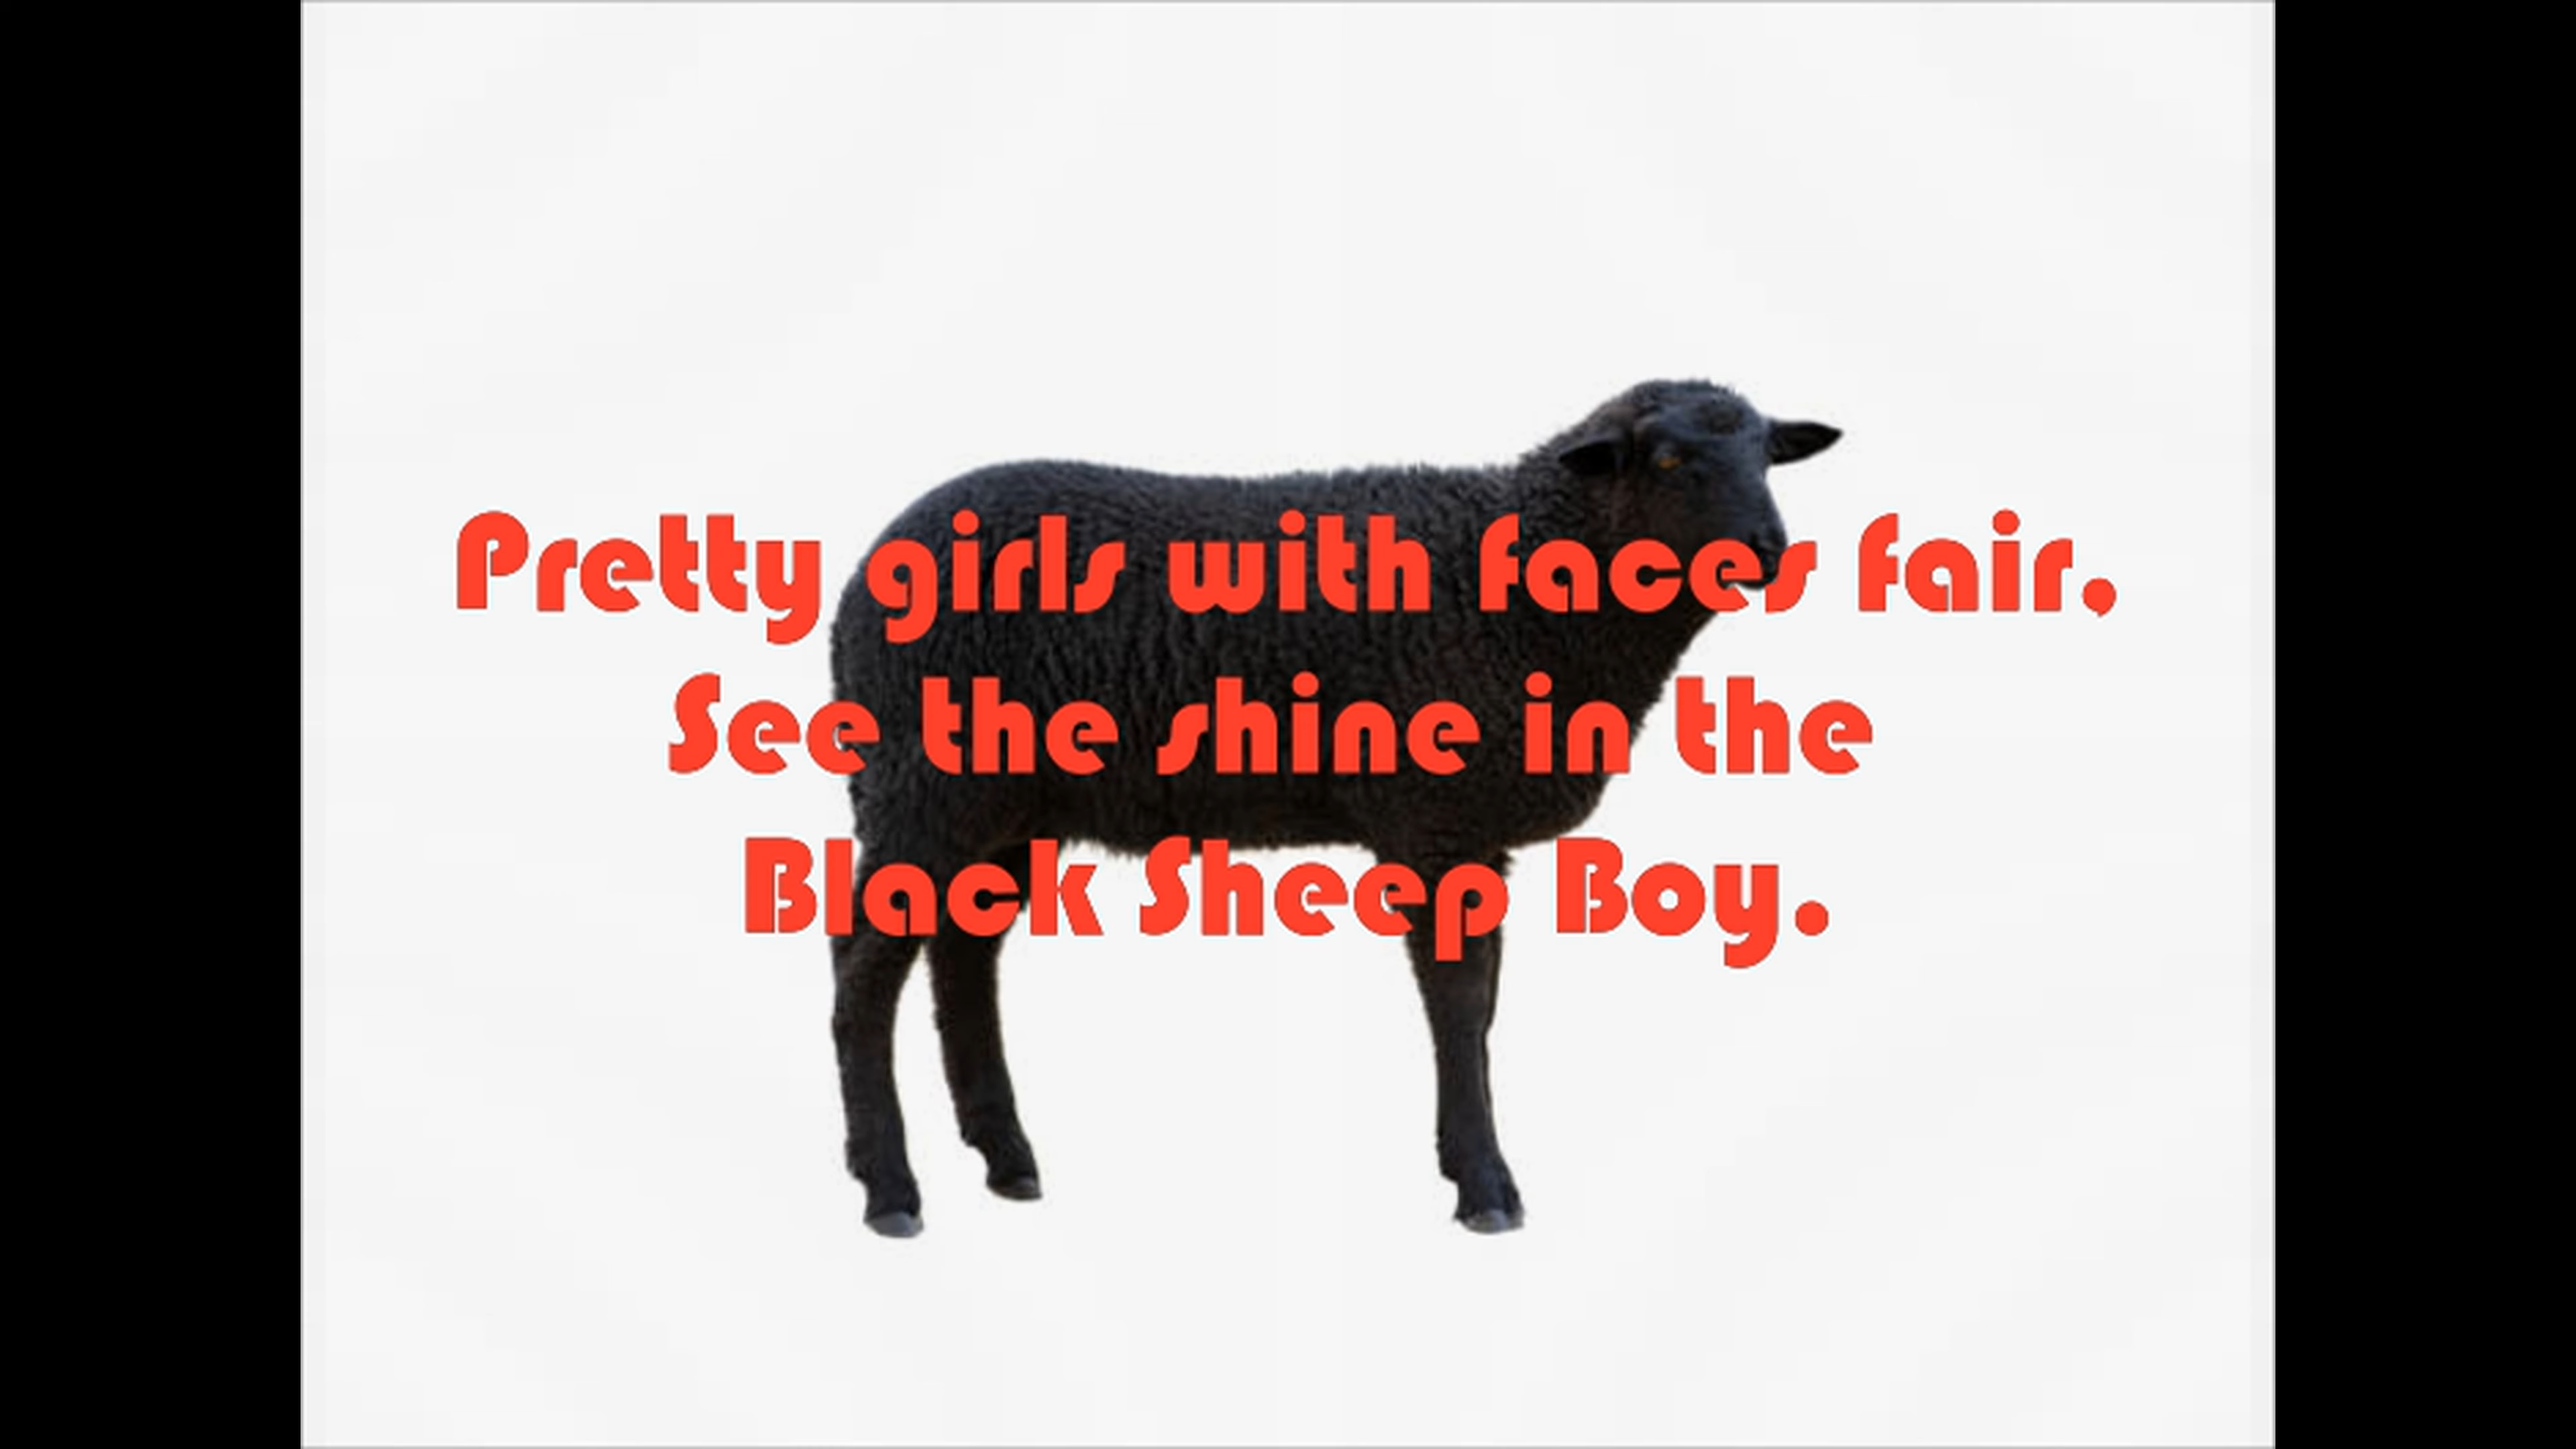 Pretty girls with faces fair,
See the shine in the
Black Sheep Boy.